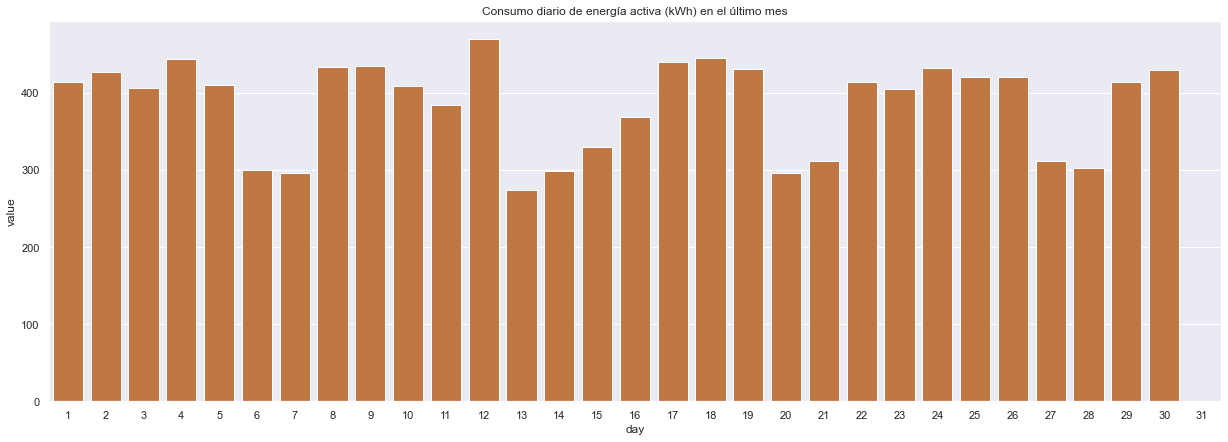 Consumo diario de energía activa (kWh) en el último mes
value
400
300
200
100
0
1 2 3 4 5 6 7 8 9 10 11 12 13 14 15 16 17 18 19 20 21 22 23 24 25 26 27 28 29 30 31
day